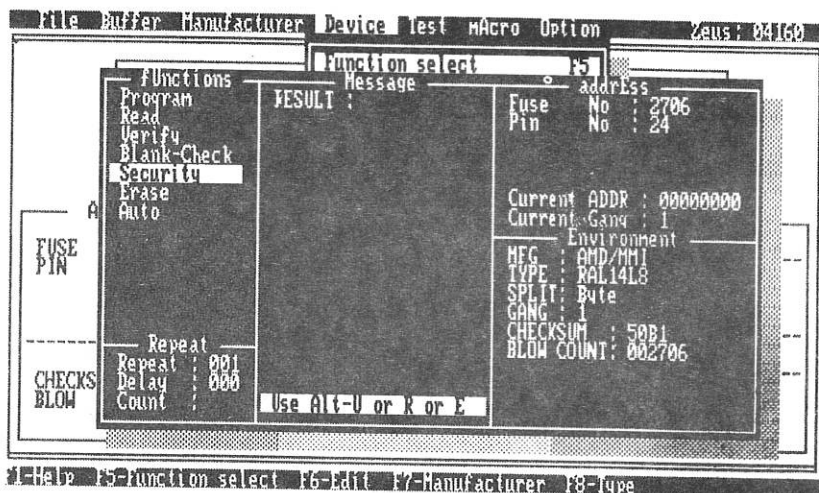 File Buffer Manufacturer Device Test mAcro Option Zeus: 04160
Function select F5
fUnctions
Program
Read
Verify
Blank-Check
Security
Erase
Auto
Repeat
Repeat : 001
Delay : 000
Count :
Message
RESULT :
Use Alt-U or R or E
addrEss
Fuse No : 2706
Pin No : 24
Current ADDR : 00000000
Current Gang : 1
Environment
MFG : AMD/MMI
TYPE : RAL14L8
SPLIT: Byte
GANG : 1
CHECKSUM : 50B1
BLOW COUNT: 002706
A
FUSE
PIN
CHECKS
BLOW
F1-Help F5-Function select F6-Edit F7-Manufacturer F8-Type